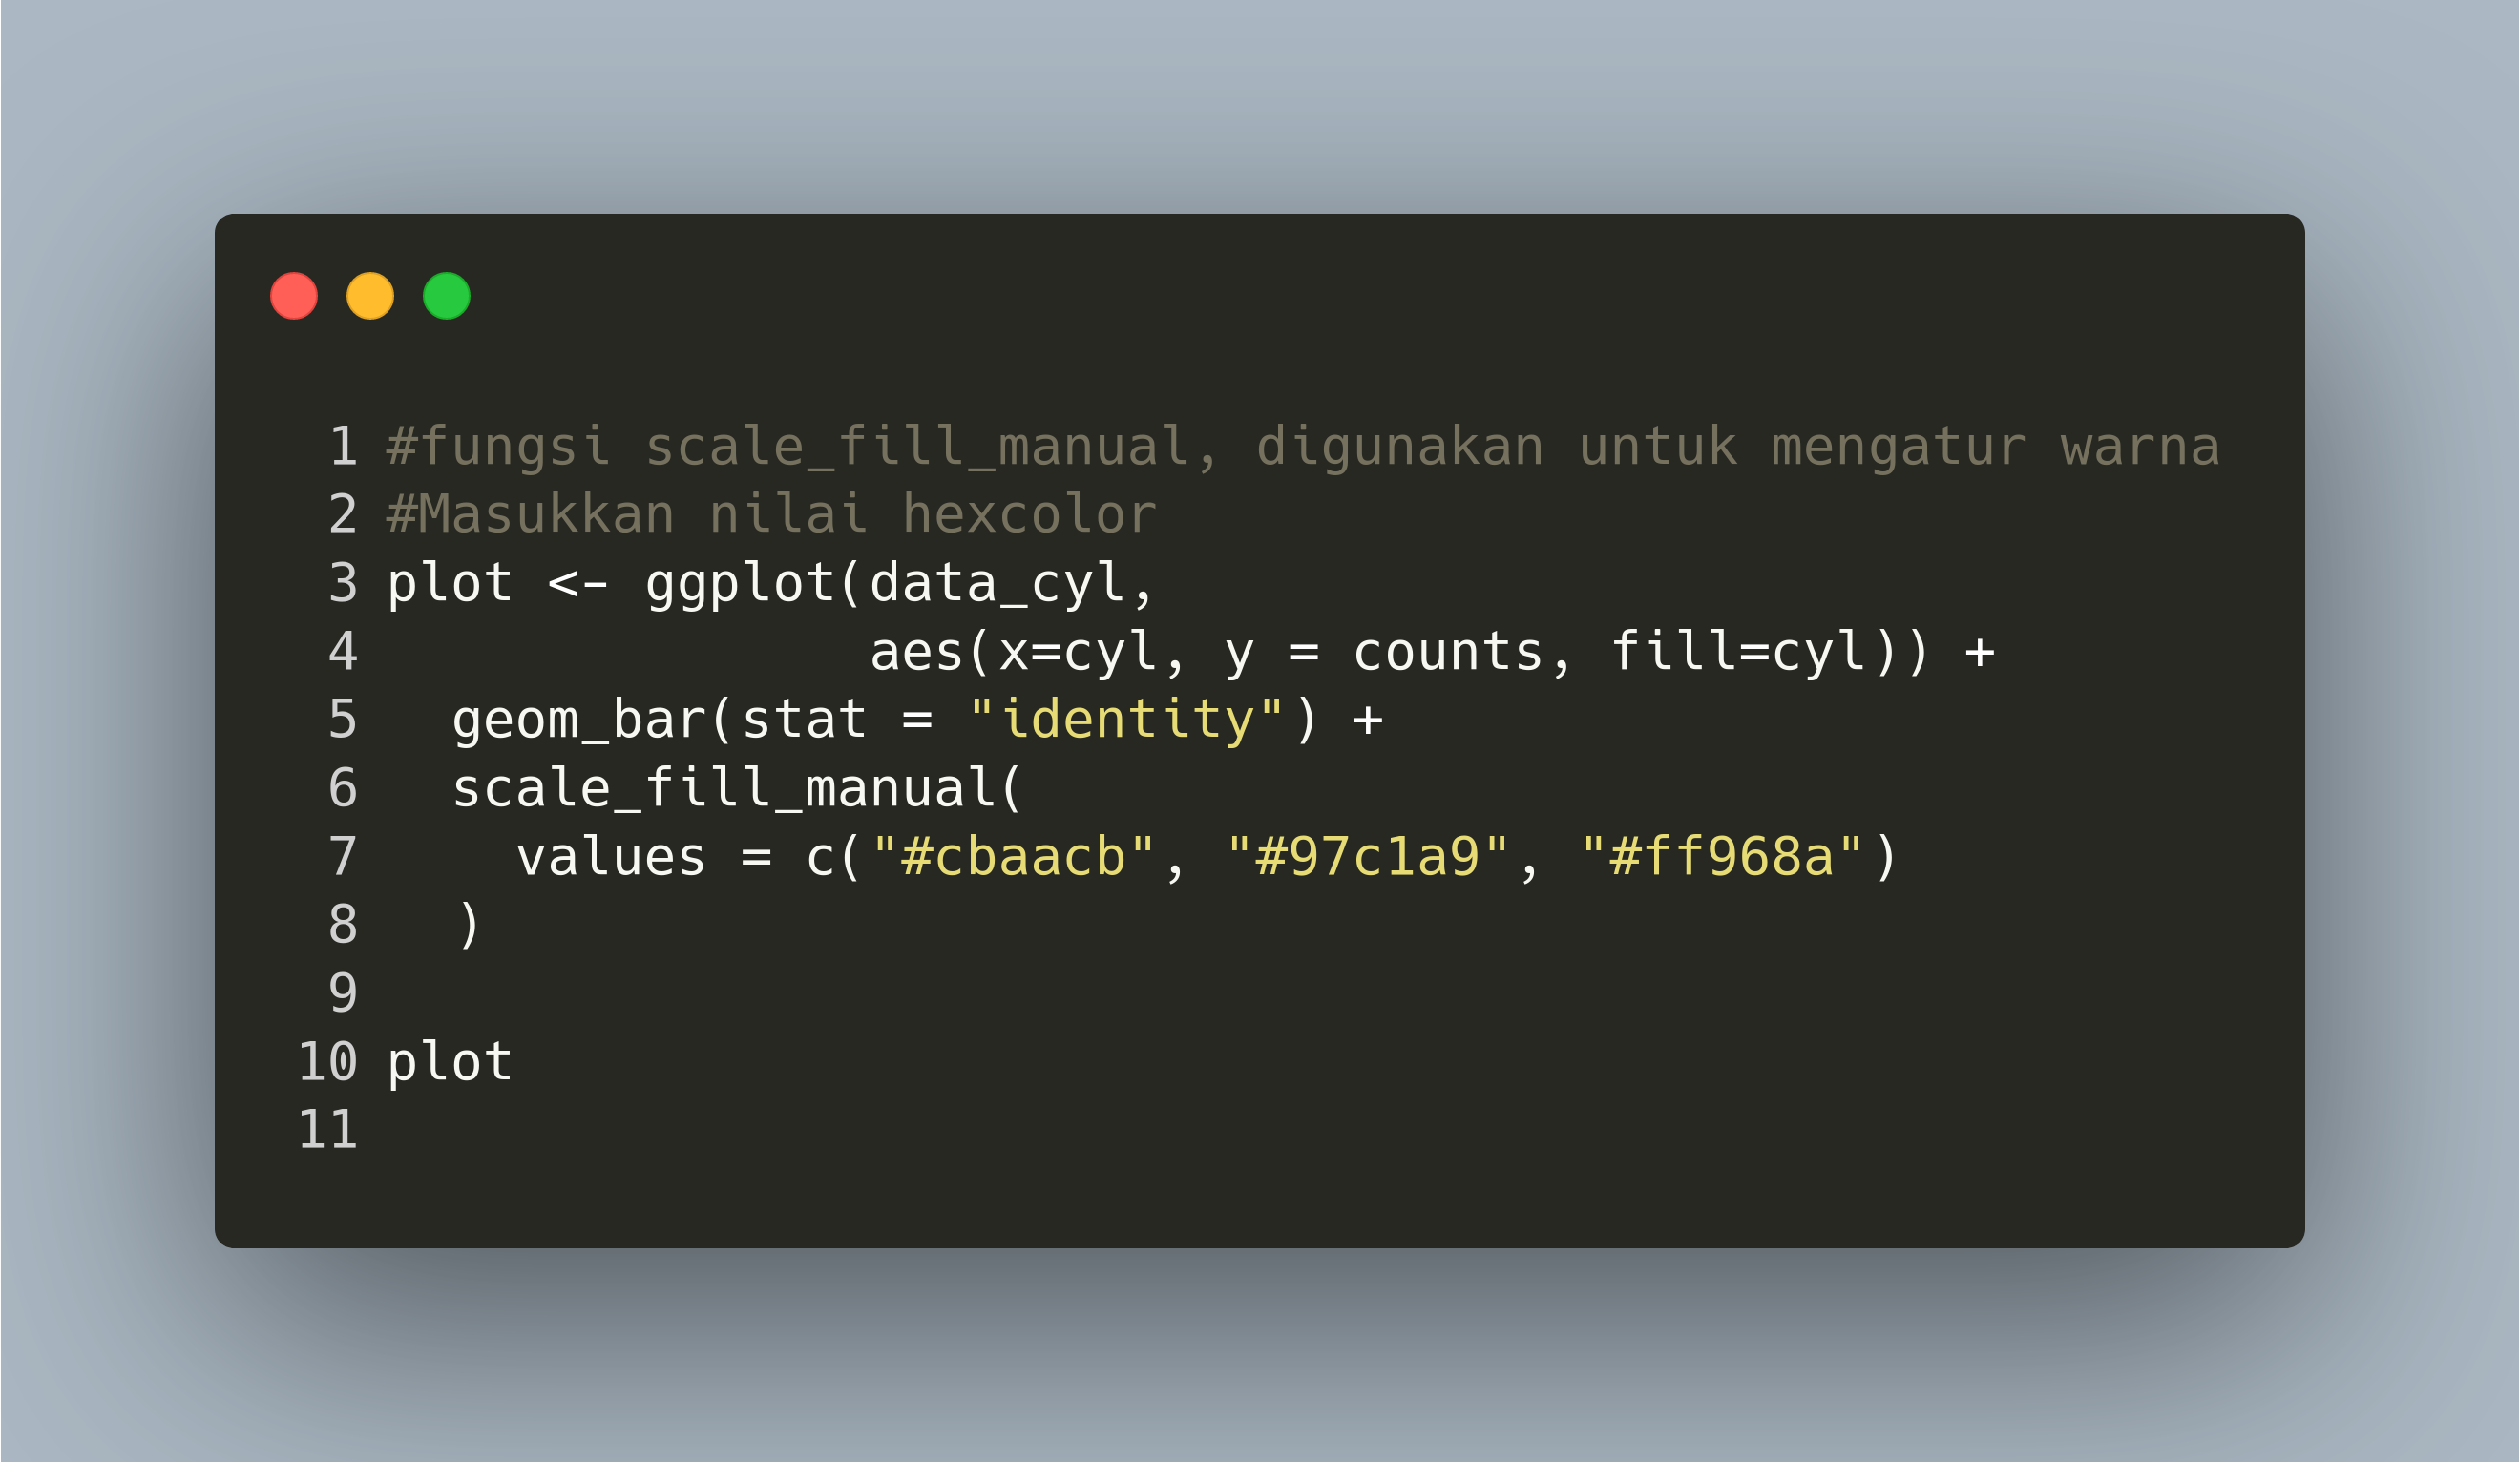 1 #fungsi scale_fill_manual, digunakan untuk mengatur warna
2 #Masukkan nilai hexcolor
3 plot <- ggplot(data_cyl,
4                aes(x=cyl, y = counts, fill=cyl)) +
5   geom_bar(stat = "identity") +
6   scale_fill_manual(
7     values = c("#cbaacb", "#97c1a9", "#ff968a")
8   )
9
10 plot
11